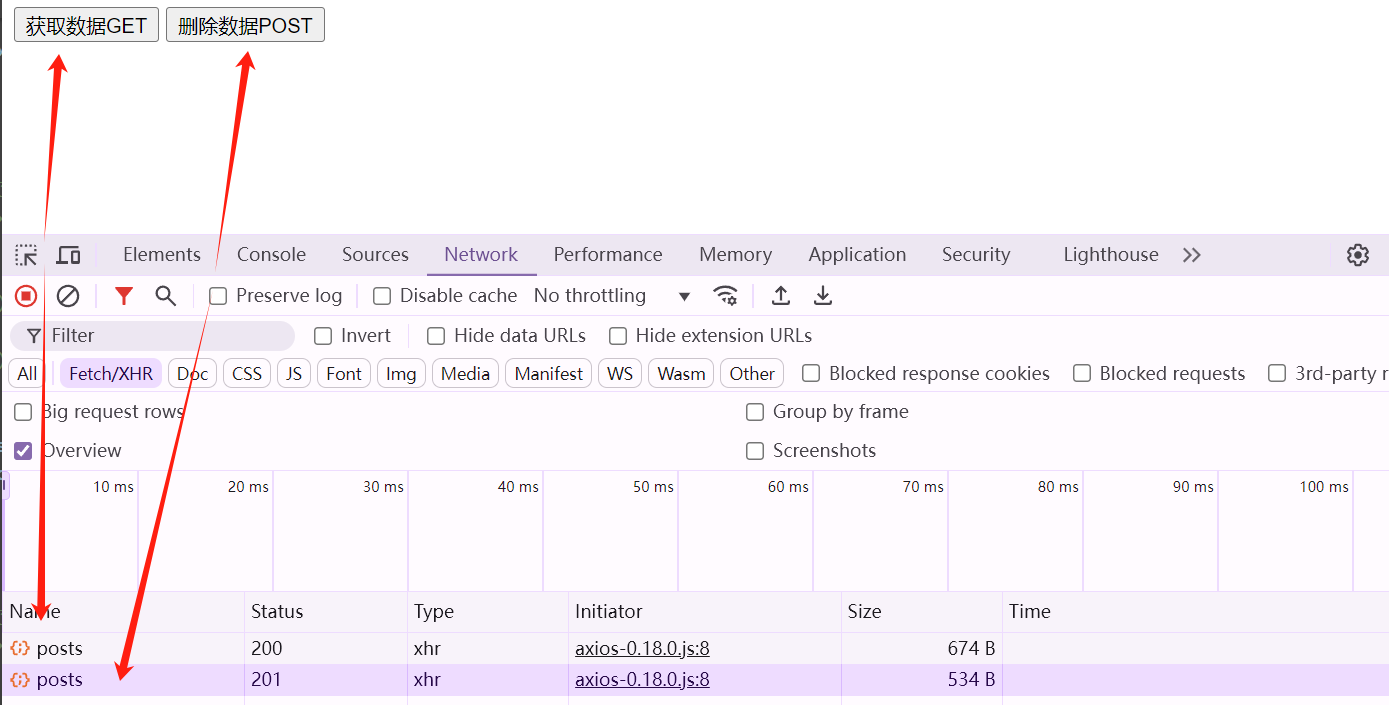 获取数据GET 删除数据POST
Elements Console Sources Network Performance Memory Application Security Lighthouse
Preserve log Disable cache No throttling
Filter Invert Hide data URLs Hide extension URLs
All Fetch/XHR Doc CSS JS Font Img Media Manifest WS Wasm Other Blocked response cookies Blocked requests 3rd-party r
Big request rows Group by frame
Overview Screenshots
10 ms 20 ms 30 ms 40 ms 50 ms 60 ms 70 ms 80 ms 90 ms 100 ms
Name Status Type Initiator Size Time
posts 200 xhr axios-0.18.0.js:8 674 B
posts 201 xhr axios-0.18.0.js:8 534 B